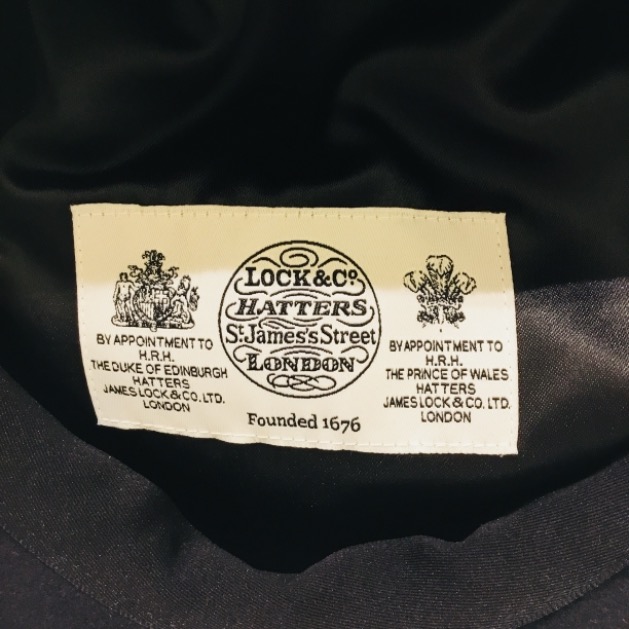 LOCK & Co.
HATTERS
St. James's Street
LONDON
Founded 1676
BY APPOINTMENT TO
H.R.H.
THE DUKE OF EDINBURGH
HATTERS
JAMES LOCK & CO. LTD.
LONDON
BY APPOINTMENT TO
H.R.H.
THE PRINCE OF WALES
HATTERS
JAMES LOCK & CO. LTD.
LONDON